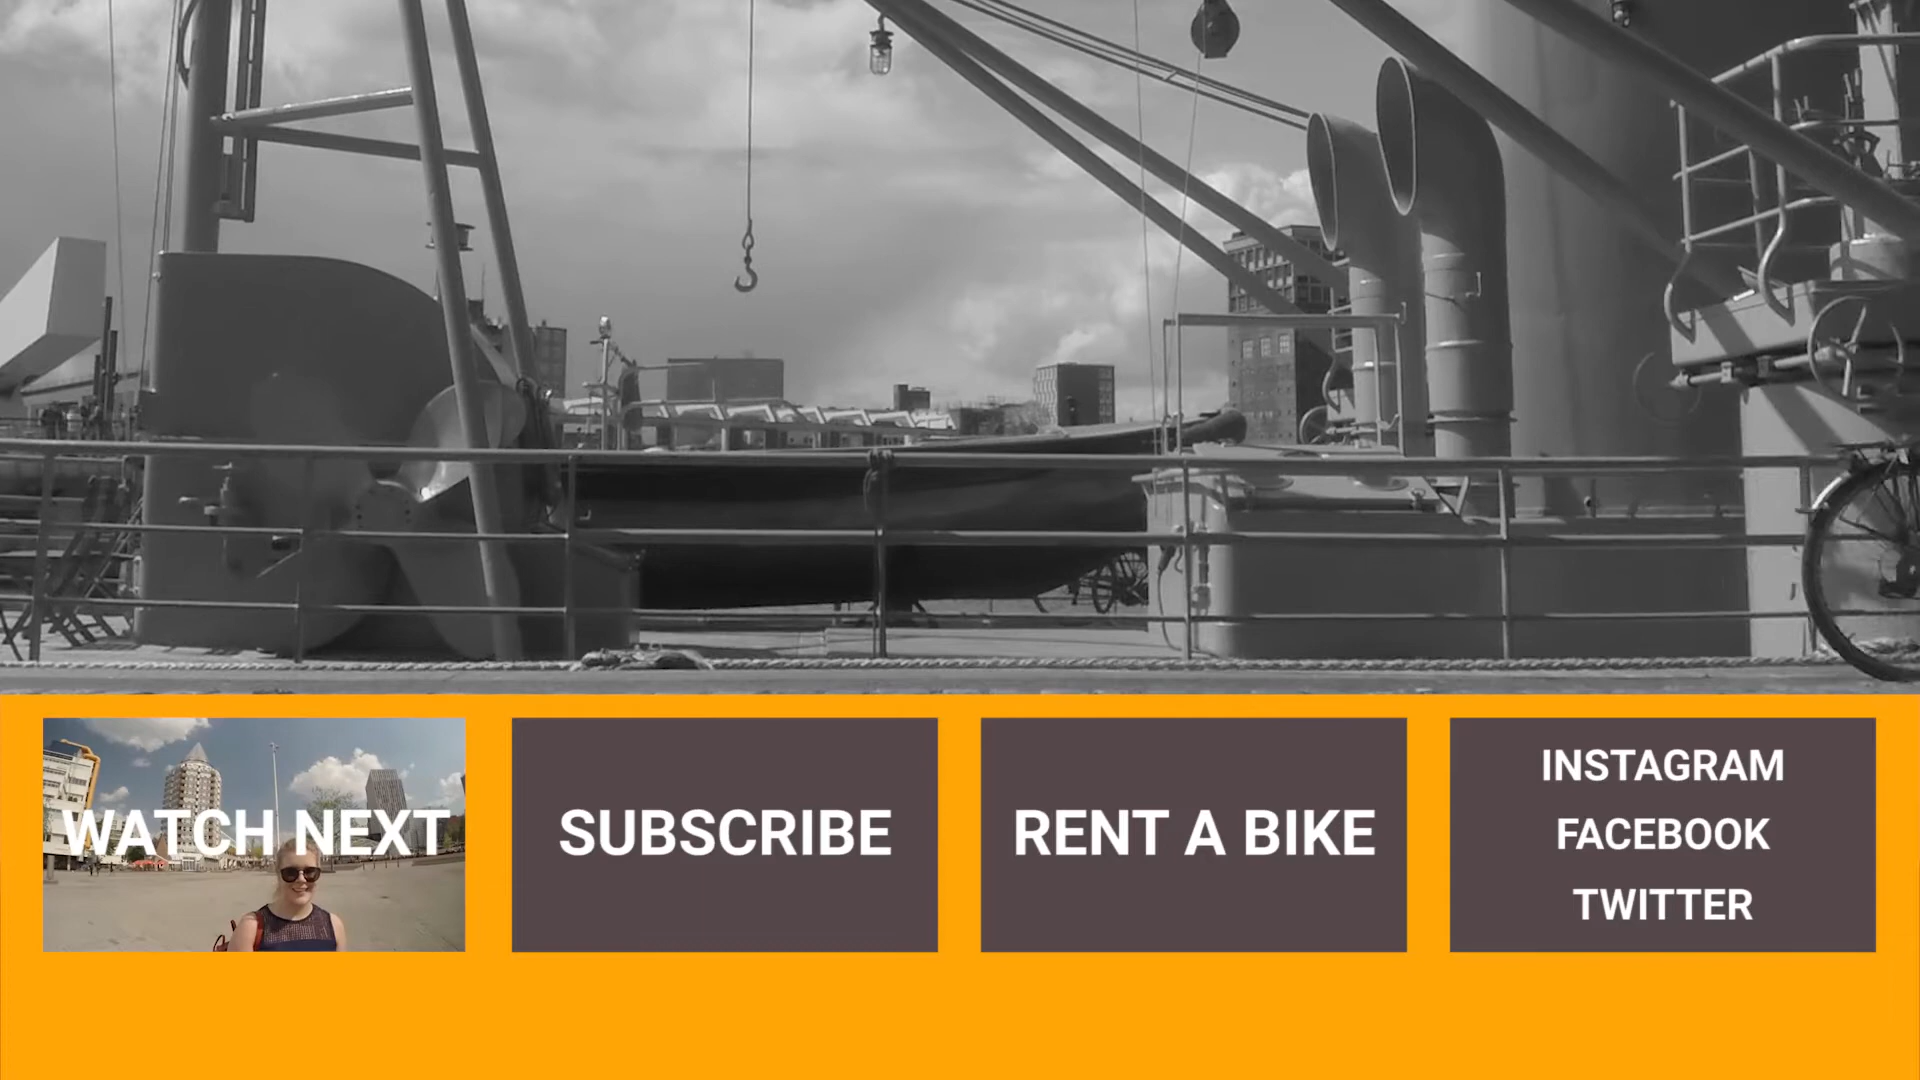 WATCH NEXT
SUBSCRIBE
RENT A BIKE
INSTAGRAM
FACEBOOK
TWITTER